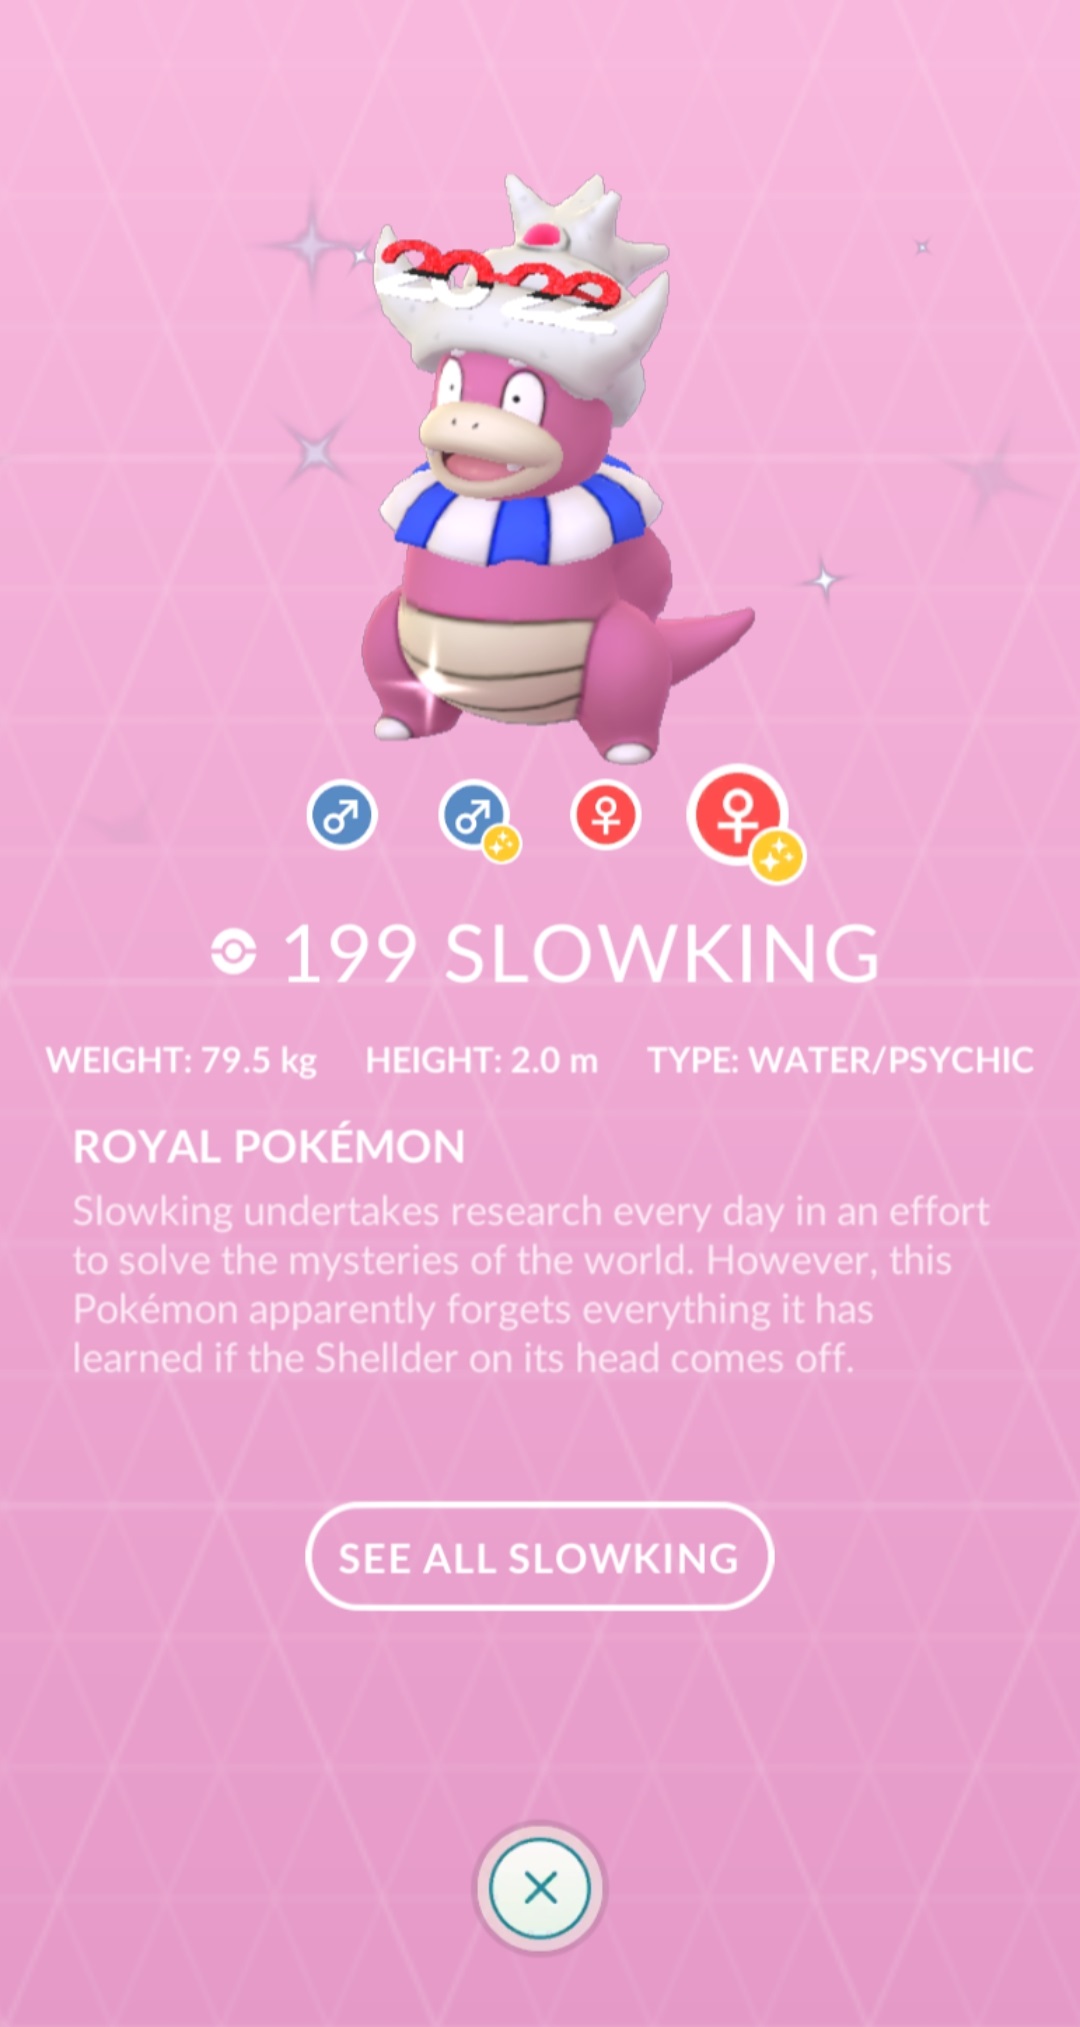 2022
199 SLOWKING
WEIGHT: 79.5 kg HEIGHT: 2.0 m TYPE: WATER/PSYCHIC
ROYAL POKÉMON
Slowking undertakes research every day in an effort
to solve the mysteries of the world. However, this
Pokémon apparently forgets everything it has
learned if the Shellder on its head comes off.
SEE ALL SLOWKING